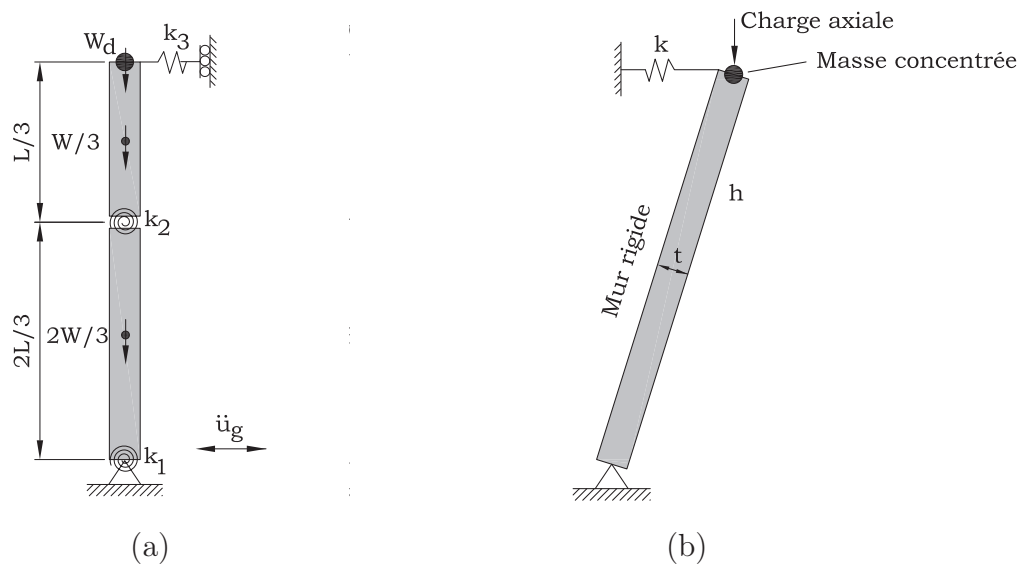 W_d
k_3
L/3
W/3
k_2
2L/3
2W/3
k_1
ü_g
(a)
Charge axiale
k
Masse concentrée
h
Mur rigide
t
(b)